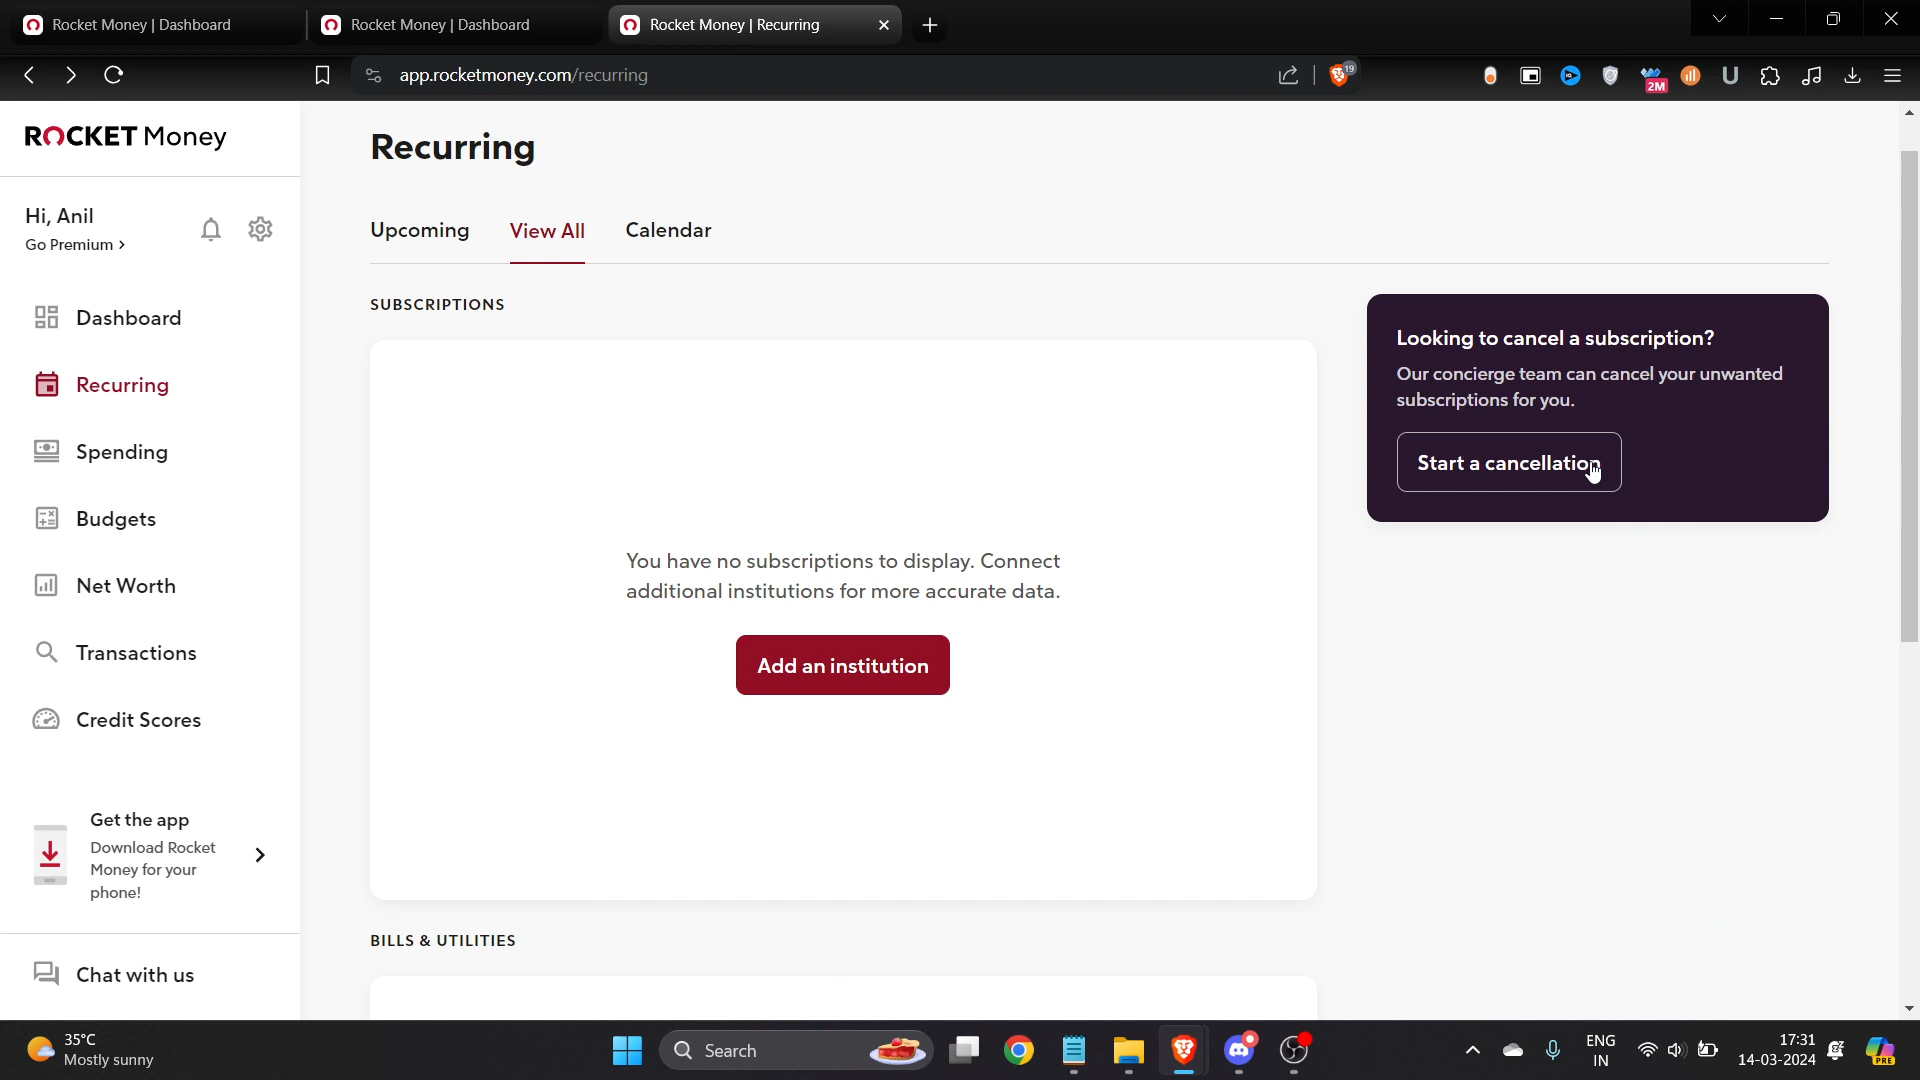 Rocket Money | Dashboard
Rocket Money | Dashboard
Rocket Money | Recurring
app.rocketmoney.com/recurring
19
2M
ROCKET Money
Hi, Anil
Go Premium >
Dashboard
Recurring
Spending
Budgets
Net Worth
Transactions
Credit Scores
Get the app
Download Rocket
Money for your
phone!
Chat with us
Recurring
Upcoming
View All
Calendar
SUBSCRIPTIONS
You have no subscriptions to display. Connect
additional institutions for more accurate data.
Add an institution
BILLS & UTILITIES
Looking to cancel a subscription?
Our concierge team can cancel your unwanted
subscriptions for you.
Start a cancellation
35°C
Mostly sunny
Search
ENG
IN
17:31
14-03-2024
PRE